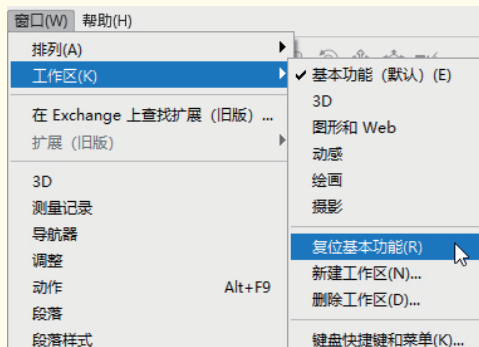 窗口(W) 帮助(H)
排列(A)
工作区(K)
在 Exchange 上查找扩展（旧版）...
扩展（旧版）
3D
测量记录
导航器
调整
动作 Alt+F9
段落
段落样式
基本功能（默认）(E)
3D
图形和 Web
动感
绘画
摄影
复位基本功能(R)
新建工作区(N)...
删除工作区(D)...
键盘快捷键和菜单(K)...